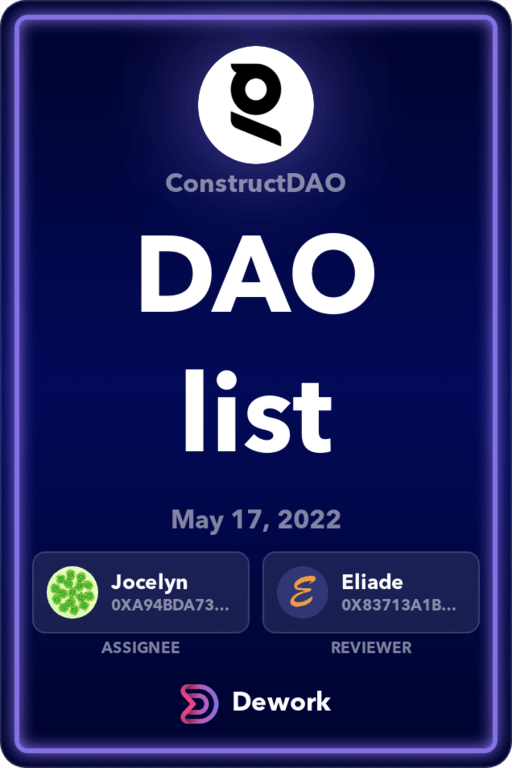 ConstructDAO
DAO
list
May 17, 2022
Jocelyn
0XA94BDA73...
ASSIGNEE
Eliade
0X83713A1B...
REVIEWER
Dework